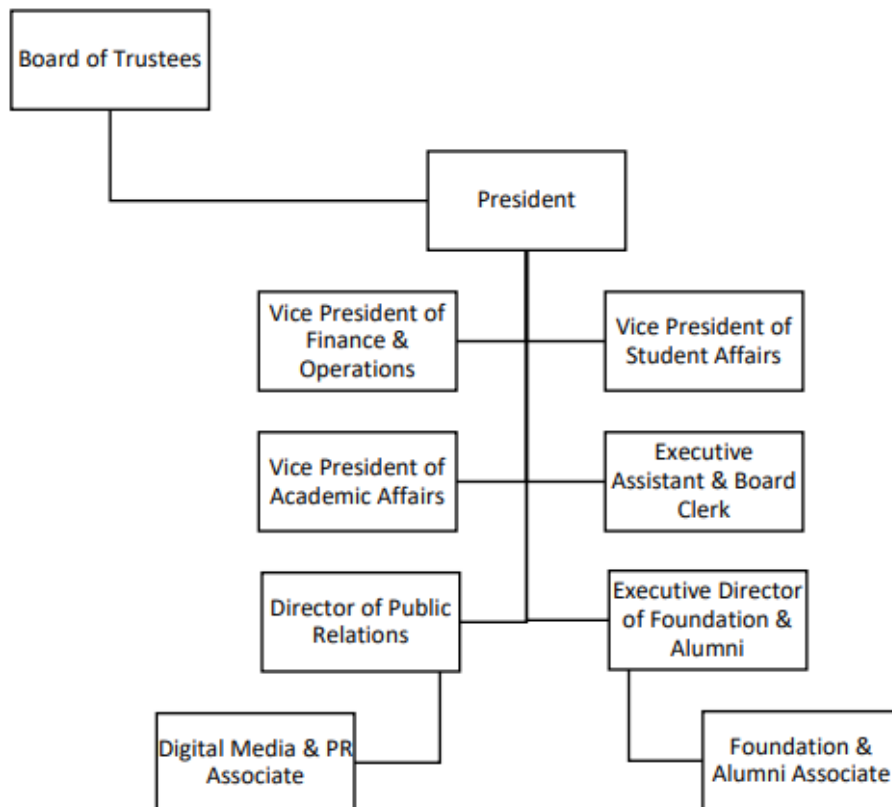 Board of Trustees
President
Vice President of
Finance &
Operations
Vice President of
Student Affairs
Vice President of
Academic Affairs
Executive
Assistant & Board
Clerk
Director of Public
Relations
Executive Director
of Foundation &
Alumni
Digital Media & PR
Associate
Foundation &
Alumni Associate